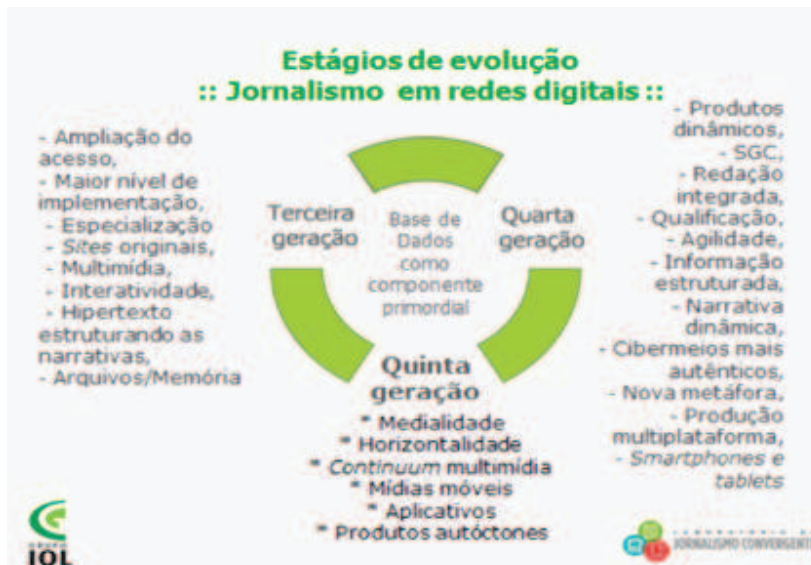 Estágios de evolução
:: Jornalismo em redes digitais ::
- Ampliação do
acesso,
- Maior nível de
implementação,
- Especialização
- Sites originais,
- Multimídia,
- Interatividade,
- Hipertexto
estruturando as
narrativas,
- Arquivos/Memória
Terceira
geração
Base de
Dados
como
componente
primordial
Quarta
geração
- Produtos
dinâmicos,
- SGC,
- Redação
integrada,
- Qualificação,
- Agilidade,
- Informação
estruturada,
- Narrativa
dinâmica,
- Cibermeios mais
autênticos,
- Nova metáfora,
- Produção
multiplataforma,
- Smartphones e
tablets
Quinta
geração
* Medialidade
* Horizontalidade
* Continuum multimídia
* Mídias móveis
* Aplicativos
* Produtos autóctones
GRUPO
JOL
JORNALISMO CONVERGENTE